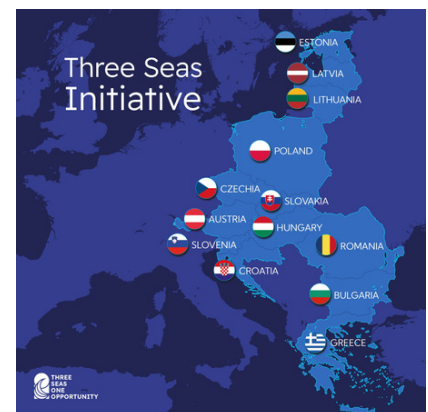 Three Seas
Initiative
ESTONIA
LATVIA
LITHUANIA
POLAND
CZECHIA
SLOVAKIA
AUSTRIA
HUNGARY
SLOVENIA
ROMANIA
CROATIA
BULGARIA
GREECE
THREE
SEAS
ONE
OPPORTUNITY